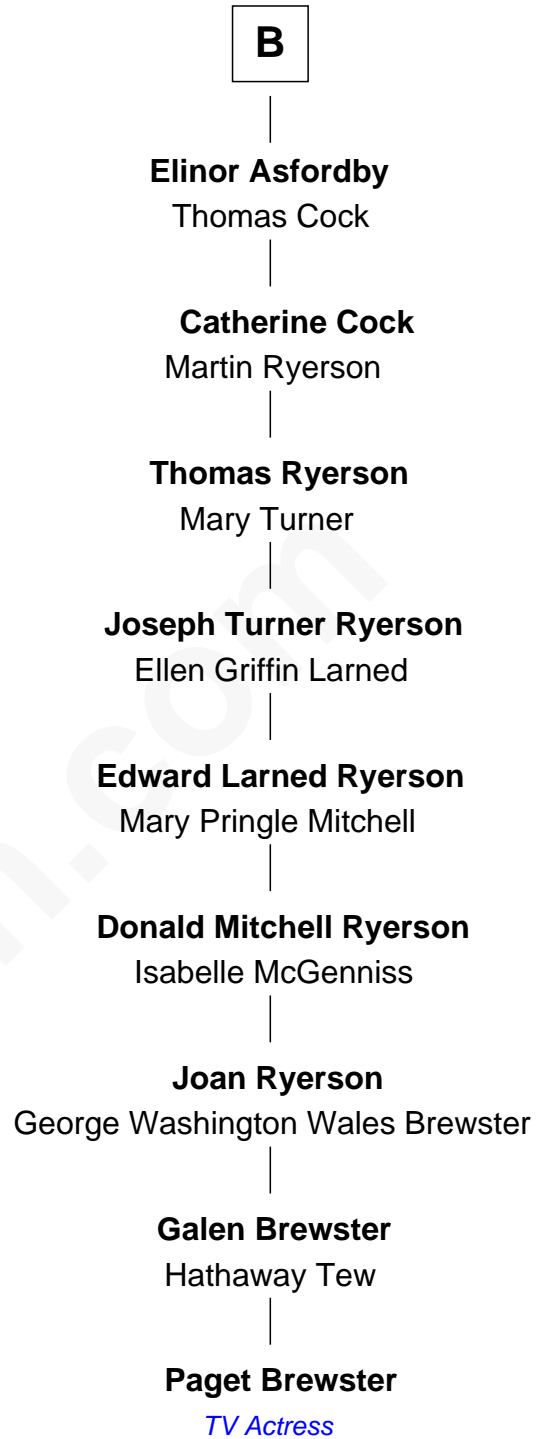 B
Elinor Asfordby
Thomas Cock
Catherine Cock
Martin Ryerson
Thomas Ryerson
Mary Turner
Joseph Turner Ryerson
Ellen Griffin Larned
Edward Larned Ryerson
Mary Pringle Mitchell
Donald Mitchell Ryerson
Isabelle McGenniss
Joan Ryerson
George Washington Wales Brewster
Galen Brewster
Hathaway Tew
Paget Brewster
TV Actress